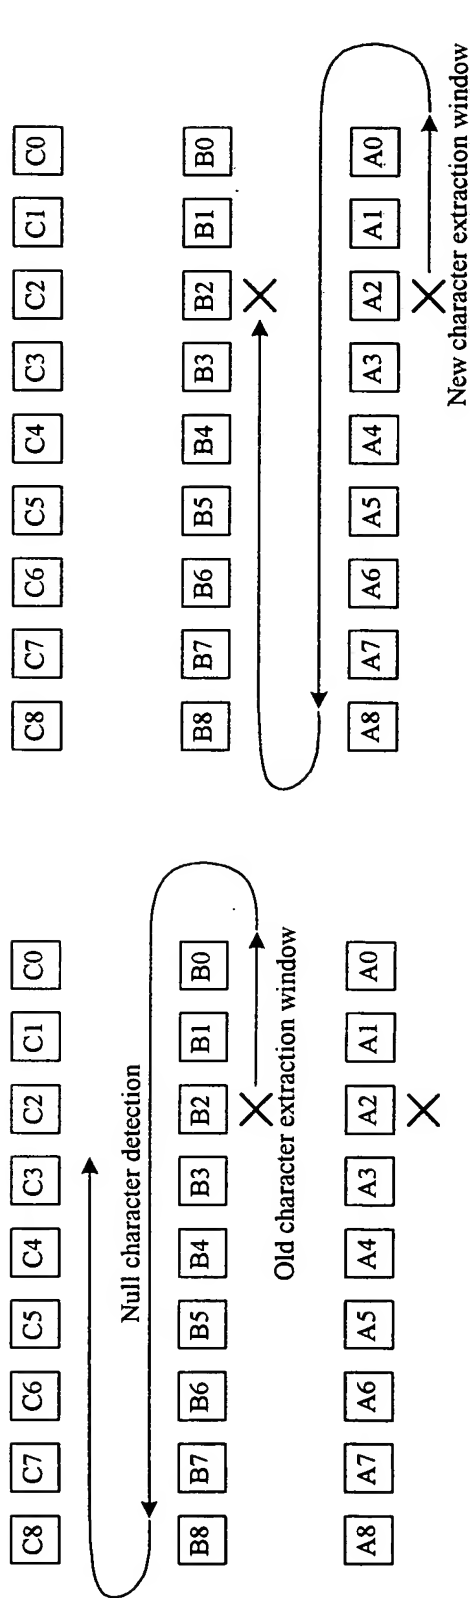 C8 C7 C6 C5 C4 C3 C2 C1 C0
Null character detection
B8 B7 B6 B5 B4 B3 B2 B1 B0
Old character extraction window
A8 A7 A6 A5 A4 A3 A2 A1 A0
C8 C7 C6 C5 C4 C3 C2 C1 C0
B8 B7 B6 B5 B4 B3 B2 B1 B0
A8 A7 A6 A5 A4 A3 A2 A1 A0
New character extraction window